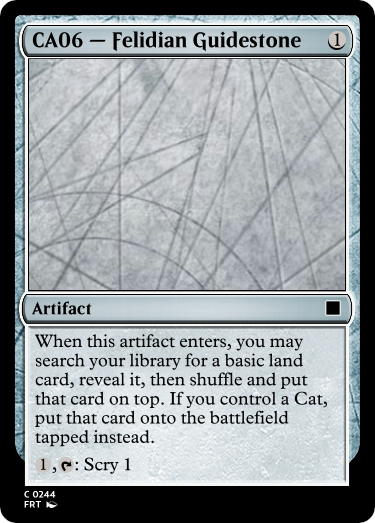 CA06 — Felidian Guidestone 1
Artifact
When this artifact enters, you may
search your library for a basic land
card, reveal it, then shuffle and put
that card on top. If you control a Cat,
put that card onto the battlefield
tapped instead.
1 , : Scry 1
C 0244
FRT